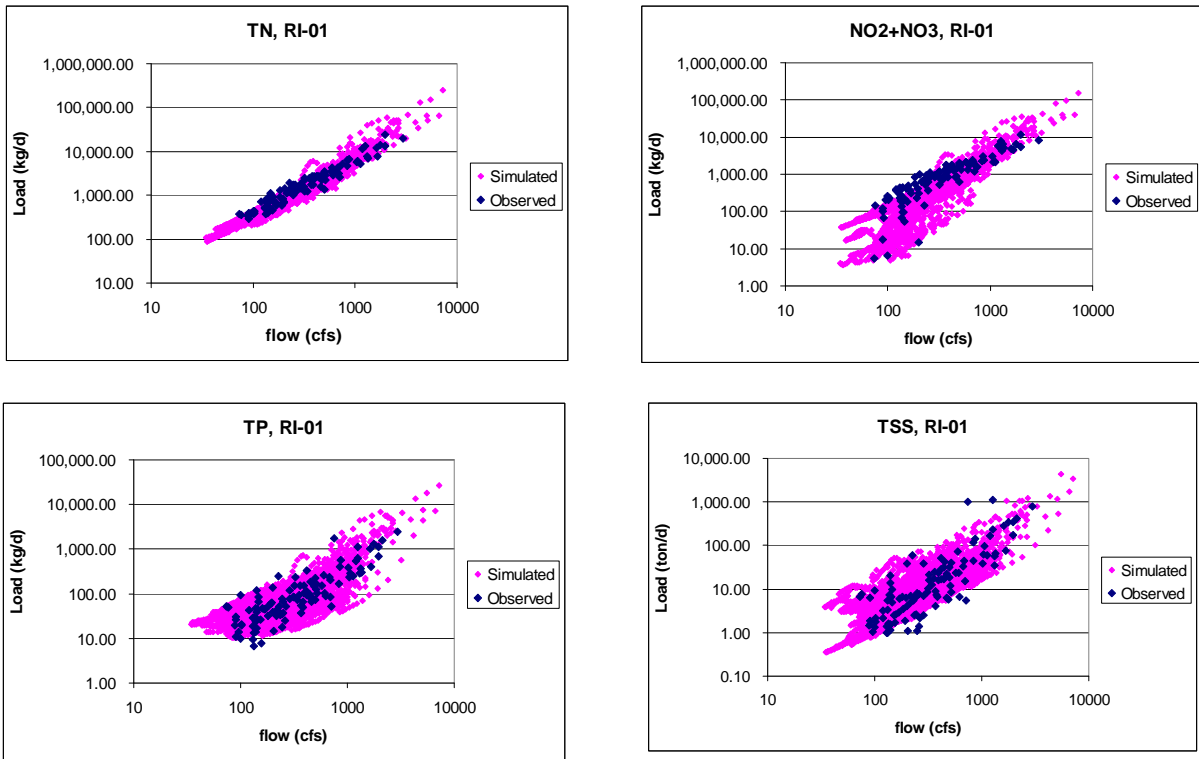 TN, RI-01
1,000,000.00
100,000.00
10,000.00
1,000.00
100.00
10.00
10 100 1000 10000
flow (cfs)
Load (kg/d)
Simulated
Observed
NO2+NO3, RI-01
1,000,000.00
100,000.00
10,000.00
1,000.00
100.00
10.00
1.00
10 100 1000 10000
flow (cfs)
Load (kg/d)
Simulated
Observed
TP, RI-01
100,000.00
10,000.00
1,000.00
100.00
10.00
1.00
10 100 1000 10000
flow (cfs)
Load (kg/d)
Simulated
Observed
TSS, RI-01
10,000.00
1,000.00
100.00
10.00
1.00
0.10
10 100 1000 10000
flow (cfs)
Load (ton/d)
Simulated
Observed